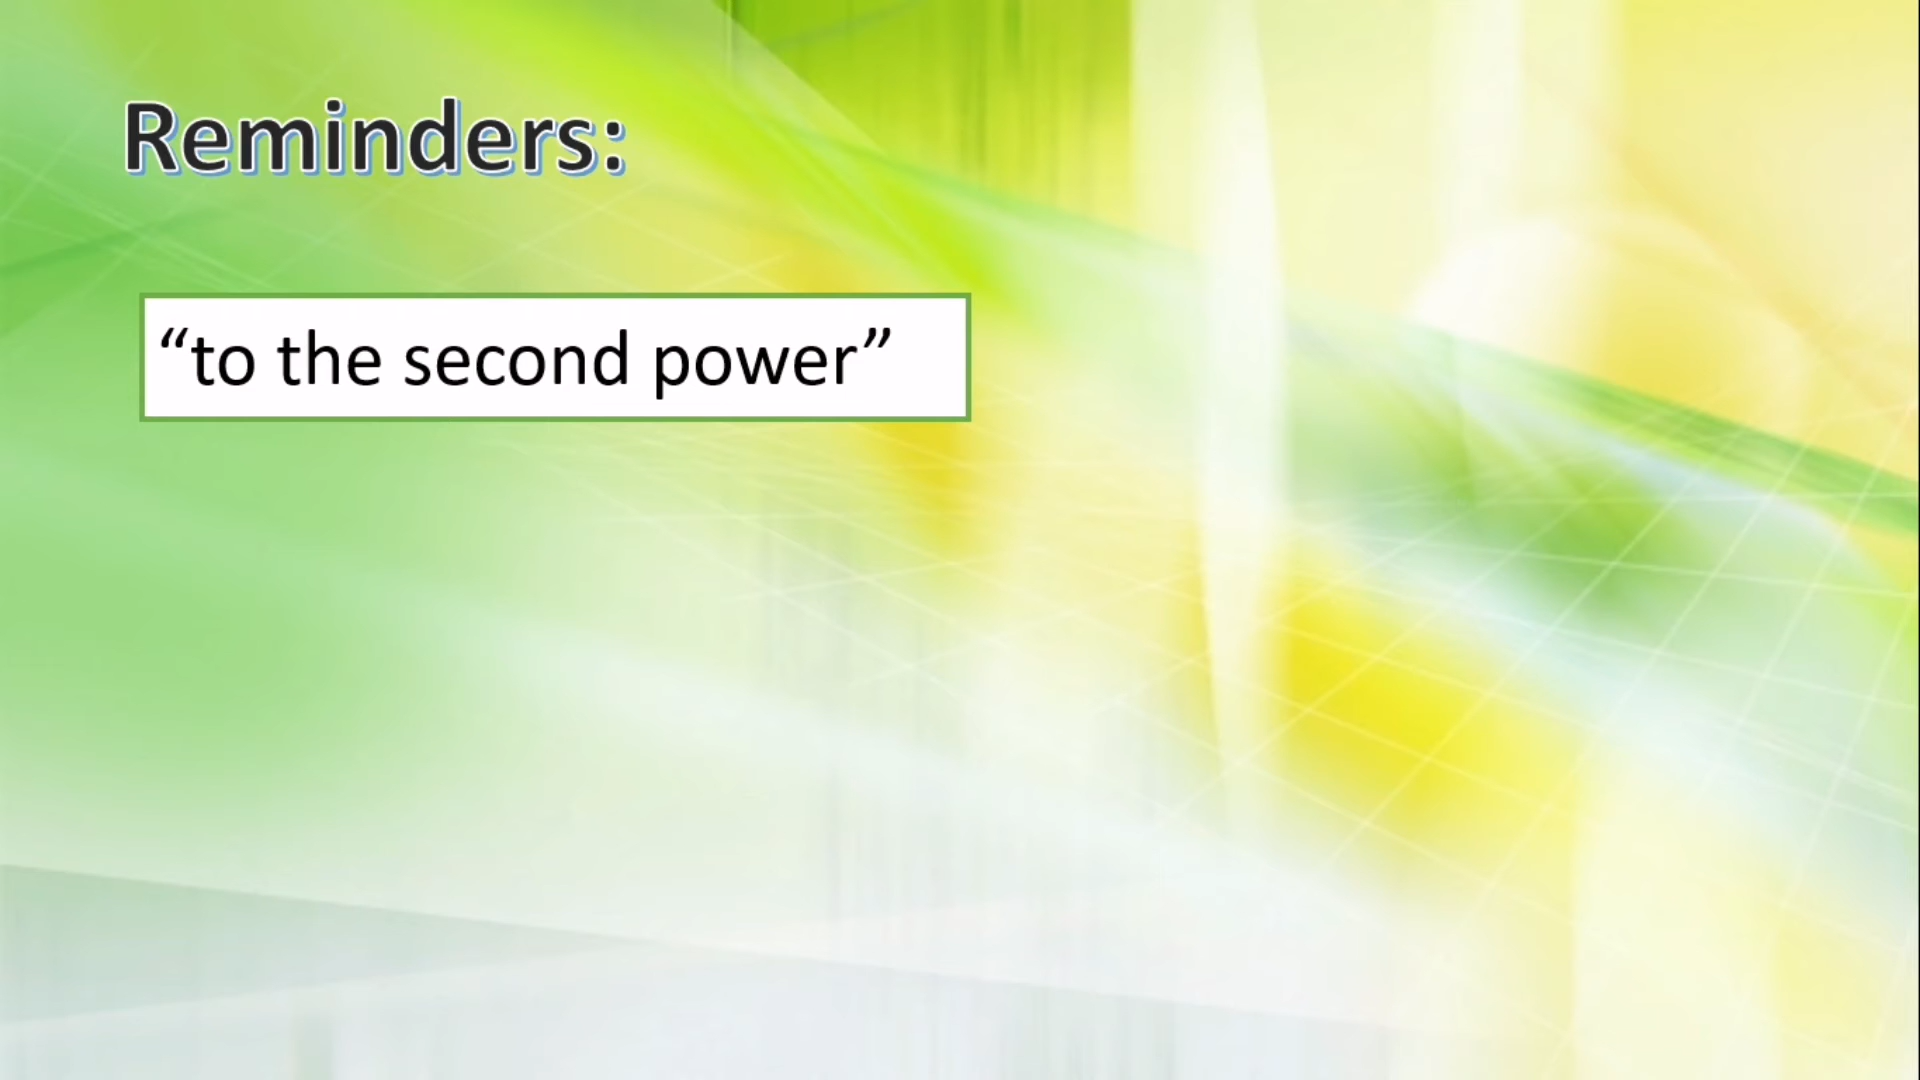 Reminders:
“to the second power”